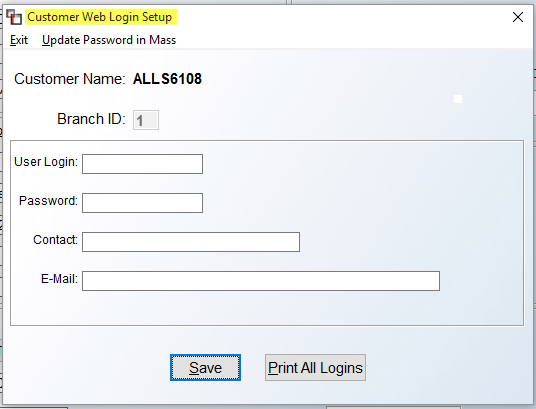 Customer Web Login Setup
Exit Update Password in Mass
Customer Name: ALLS6108
Branch ID: 1
User Login:
Password:
Contact:
E-Mail:
Save Print All Logins